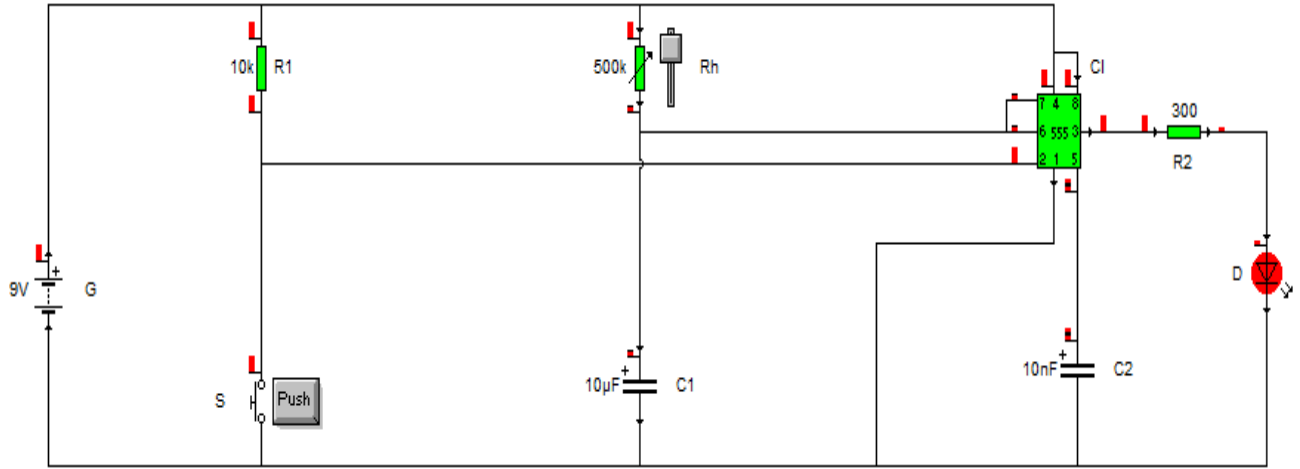 10k R1
500k Rh
CI
7 4 8
6 555 3
2 1 5
300
R2
9V + G
D
S Push
10µF + C1
10nF + C2